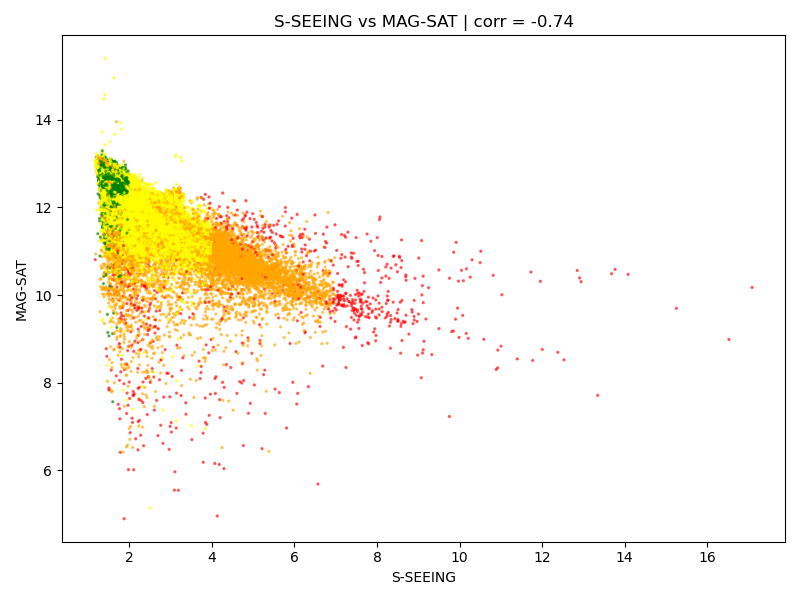 S-SEEING vs MAG-SAT | corr = -0.74
MAG-SAT
14
12
10
8
6
2 4 6 8 10 12 14 16
S-SEEING